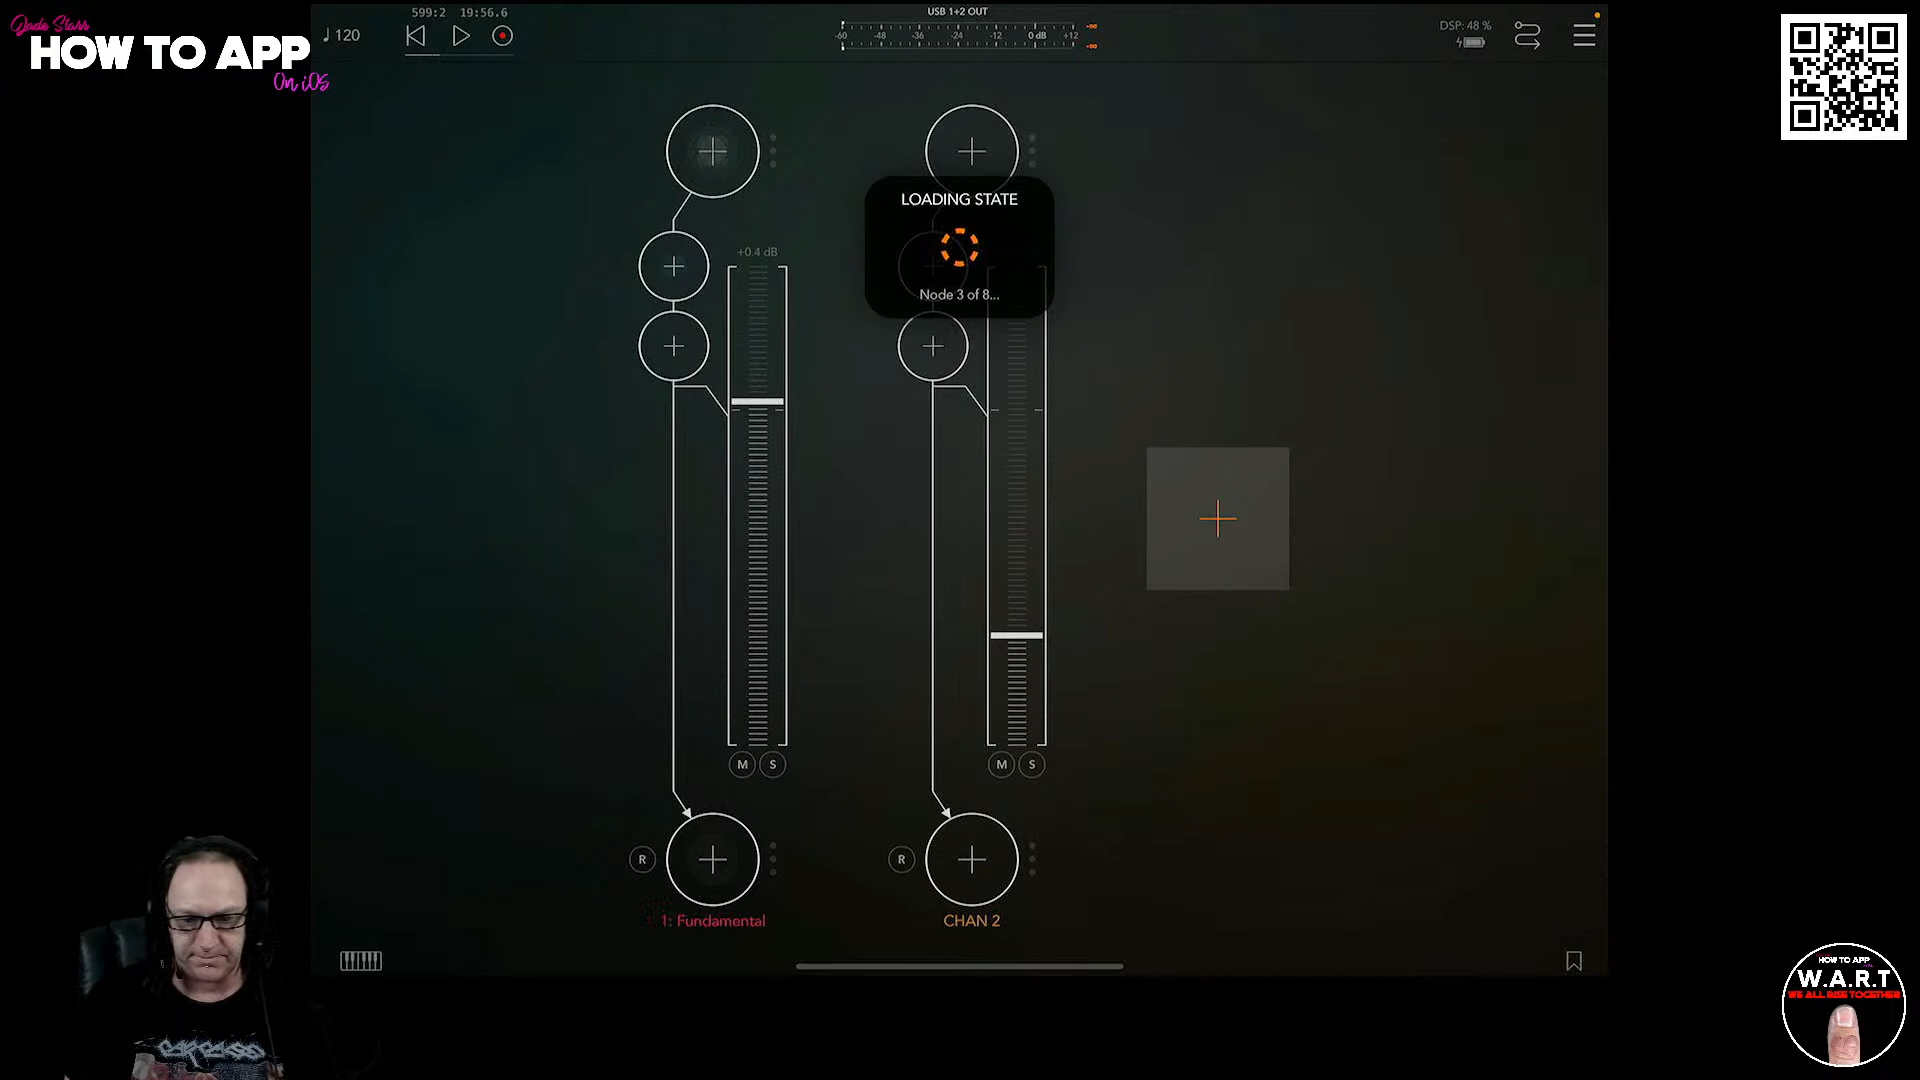 Jade Starr
HOW TO APP
On iOS
120
599:2 19:56.6
USB 1+2 OUT
-60 -48 -36 -24 -12 0 dB +12
-∞
-∞
DSP: 48 %
LOADING STATE
Node 3 of 8...
+0.4 dB
M S
M S
R
R
1: Fundamental
CHAN 2
CARCASS
HOW TO APP
W.A.R.T
WE ALL RISE TOGETHER